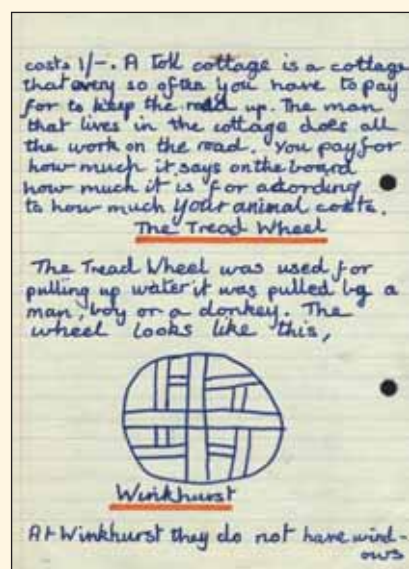 costs 1/-. A toll cottage is a cottage
that every so often you have to pay
for to keep the road up. The man
that lives in the cottage does all
the work on the road. You pay for
how much it says on the board
how much it is for according
to how much your animal costs.
The Tread Wheel
The Tread Wheel was used for
pulling up water it was pulled by a
man, boy or a donkey. The
wheel looks like this,
Winkhurst
At Winkhurst they do not have wind-
ows